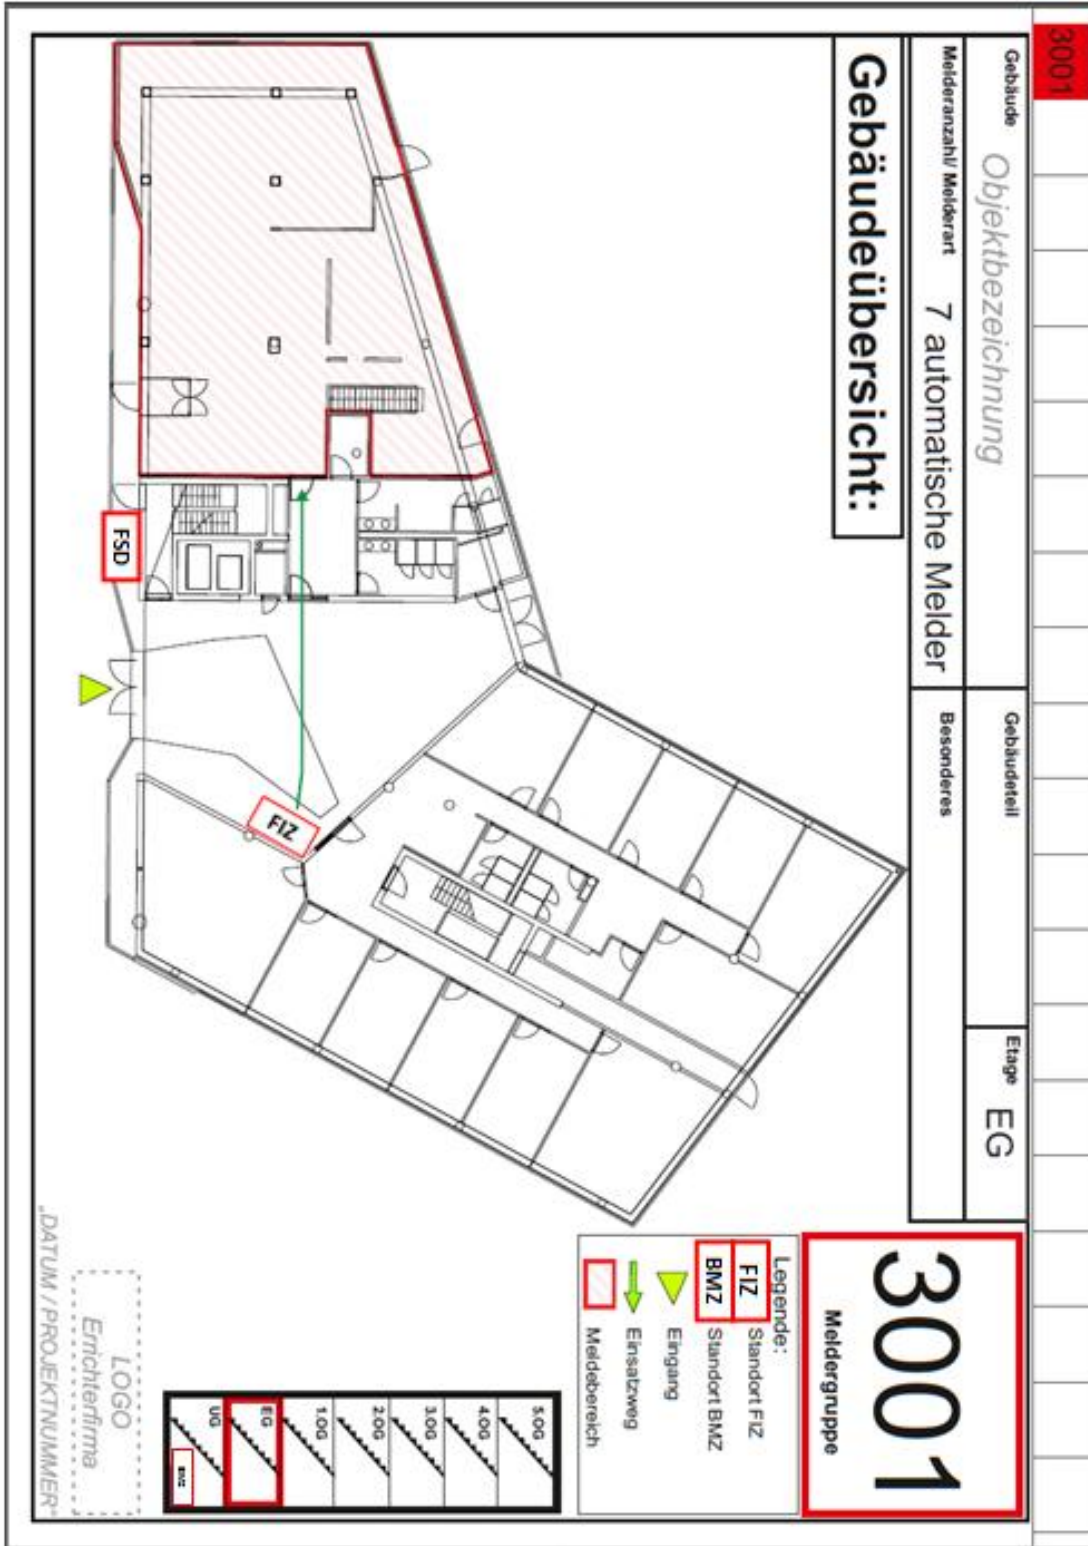 3001
Gebäude Objektbezeichnung
Gebäudeteil
Etage EG
Melderanzahl/ Melderart 7 automatische Melder
Besonderes
3001
Meldergruppe
Gebäudeübersicht:
Legende:
FIZ Standort FIZ
BMZ Standort BMZ
Eingang
Einsatzweg
Meldebereich
FIZ
FSD
5.OG
4.OG
3.OG
2.OG
1.OG
EG
UG
BMZ
LOGO
Errichterfirma
„DATUM / PROJEKTNUMMER“